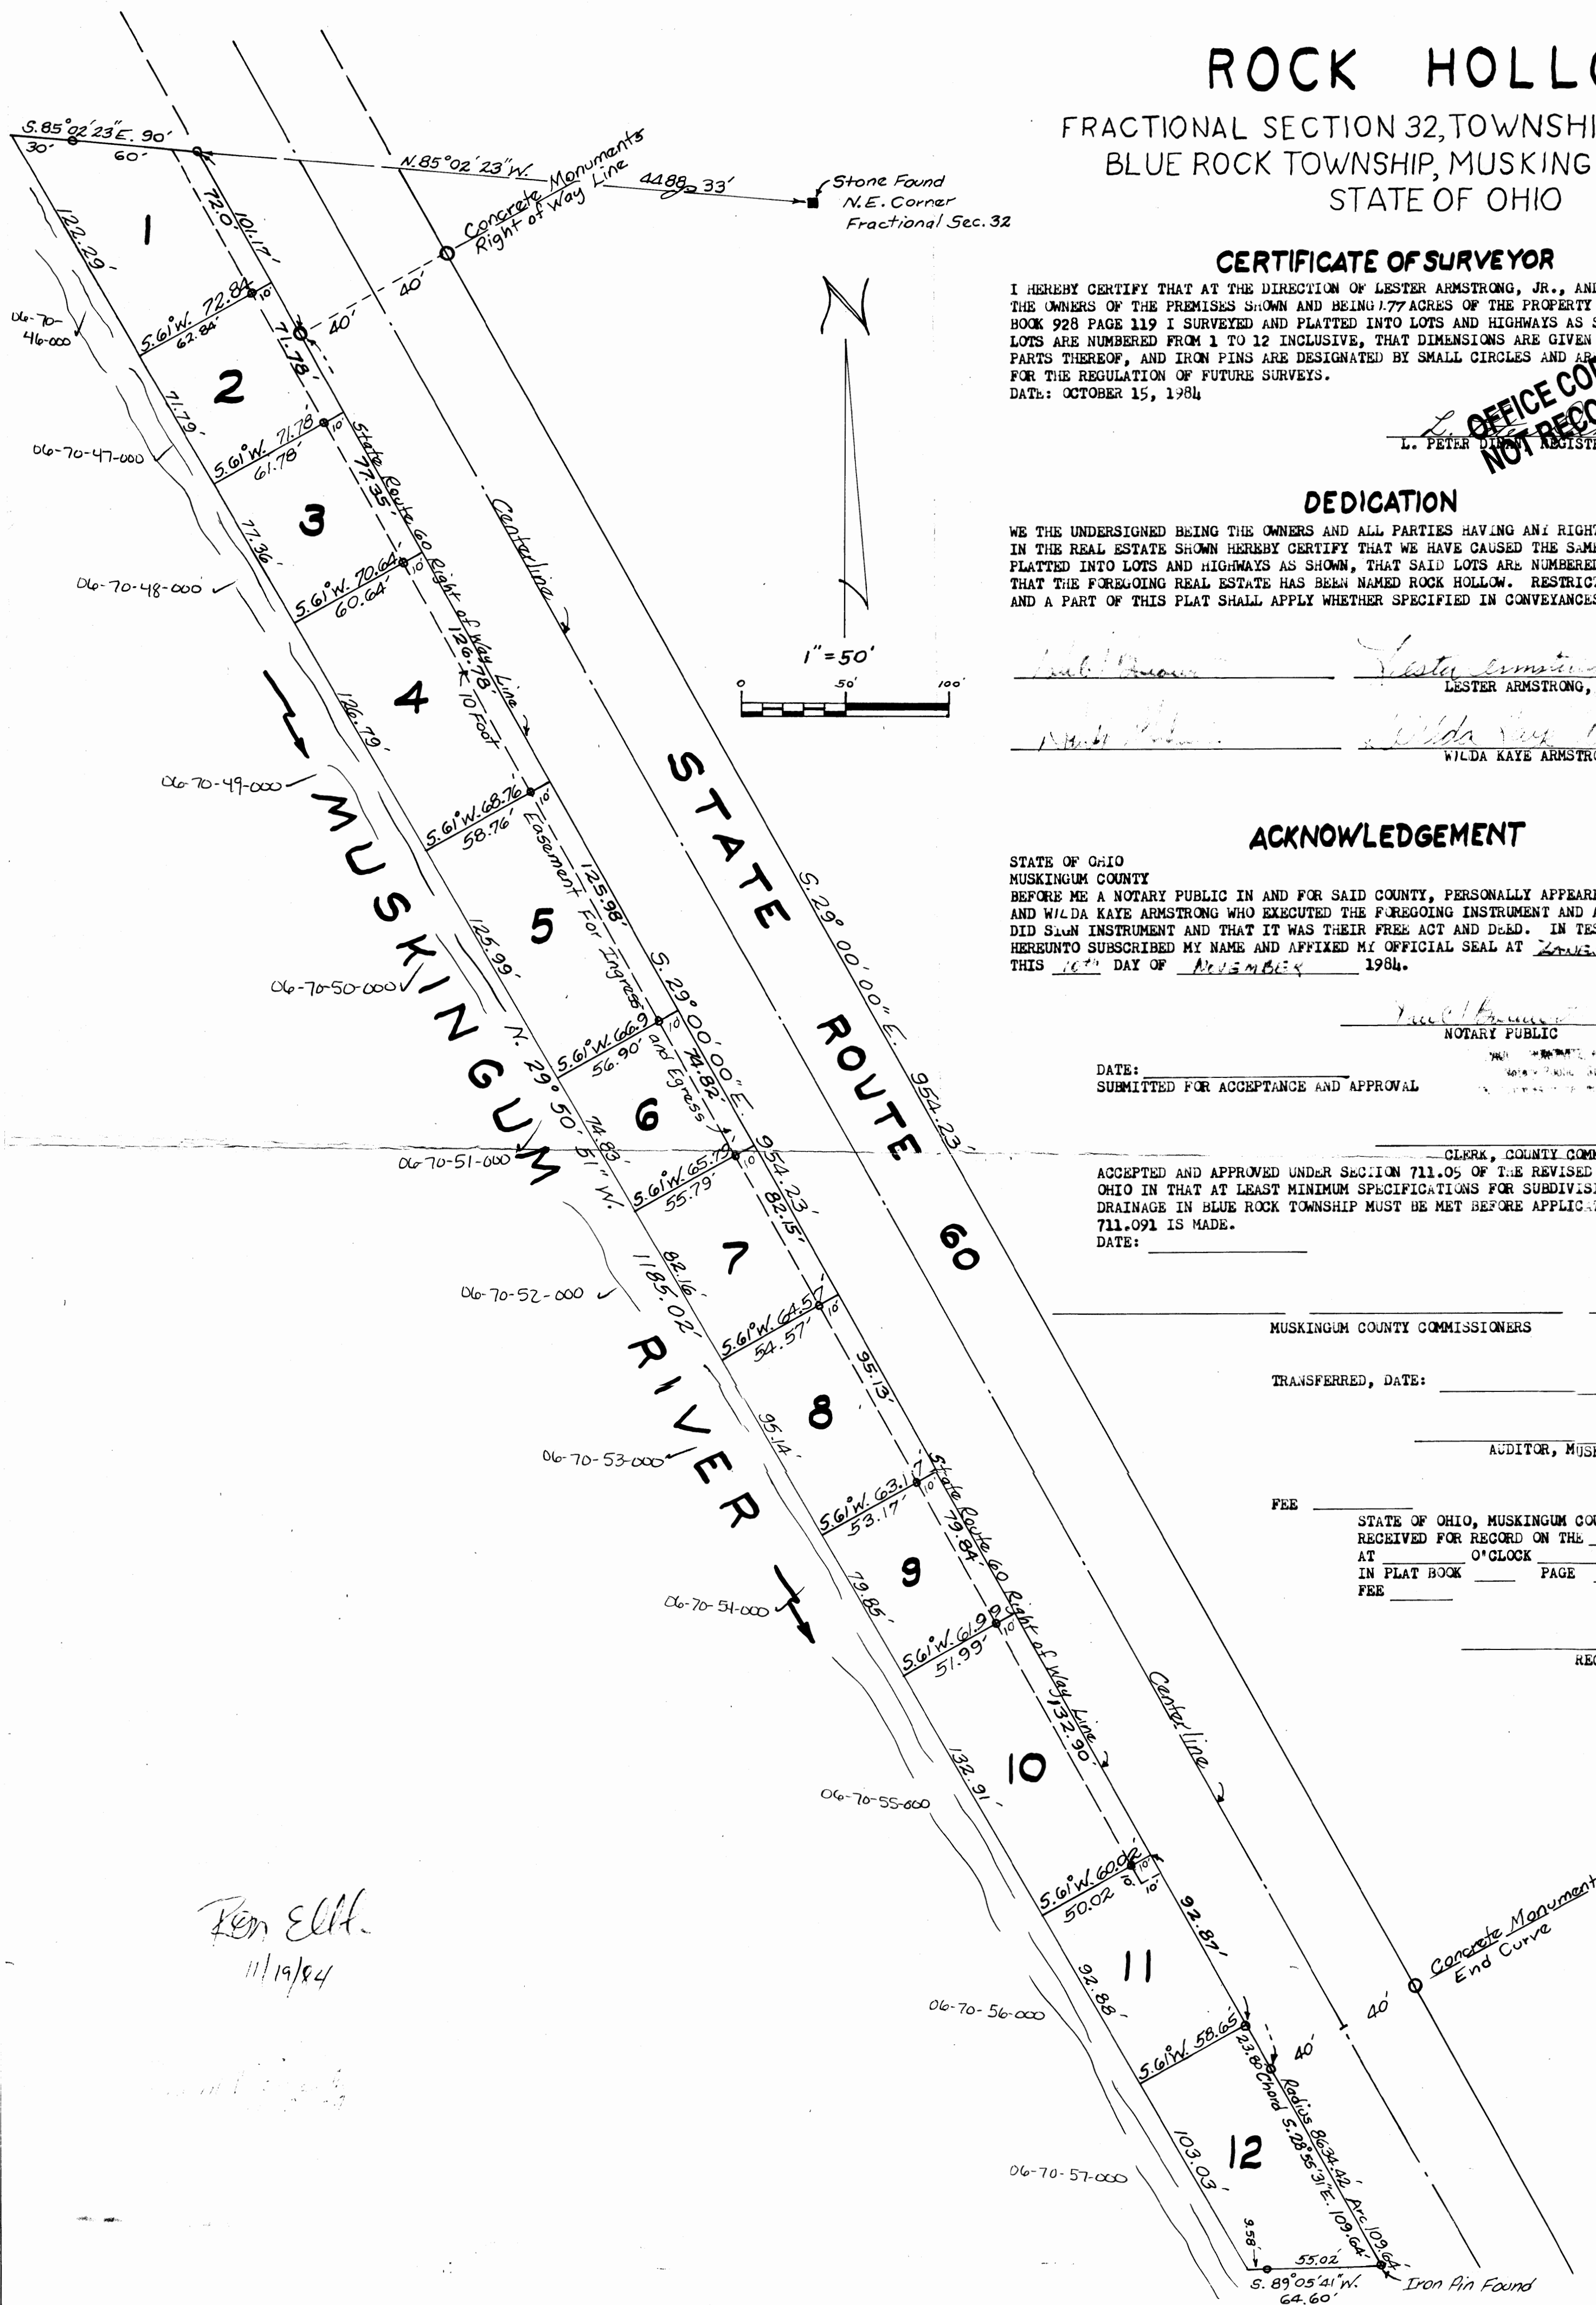 ROCK HOLLO
FRACTIONAL SECTION 32, TOWNSHI
BLUE ROCK TOWNSHIP, MUSKING
STATE OF OHIO
CERTIFICATE OF SURVEYOR
I HEREBY CERTIFY THAT AT THE DIRECTION OF LESTER ARMSTRONG, JR., AND
THE OWNERS OF THE PREMISES SHOWN AND BEING 1.77 ACRES OF THE PROPERTY
BOOK 928 PAGE 119 I SURVEYED AND PLATTED INTO LOTS AND HIGHWAYS AS S
LOTS ARE NUMBERED FROM 1 TO 12 INCLUSIVE, THAT DIMENSIONS ARE GIVEN
PARTS THEREOF, AND IRON PINS ARE DESIGNATED BY SMALL CIRCLES AND AR
FOR THE REGULATION OF FUTURE SURVEYS.
DATE: OCTOBER 15, 1984
OFFICE COP
NOT RECO
L. PETER REGISTE
DEDICATION
WE THE UNDERSIGNED BEING THE OWNERS AND ALL PARTIES HAVING ANY RIGHT
IN THE REAL ESTATE SHOWN HEREBY CERTIFY THAT WE HAVE CAUSED THE SAME
PLATTED INTO LOTS AND HIGHWAYS AS SHOWN, THAT SAID LOTS ARE NUMBERED
THAT THE FOREGOING REAL ESTATE HAS BEEN NAMED ROCK HOLLOW. RESTRIC
AND A PART OF THIS PLAT SHALL APPLY WHETHER SPECIFIED IN CONVEYANCES
LESTER ARMSTRONG,
WILDA KAYE ARMSTRO
ACKNOWLEDGEMENT
STATE OF OHIO
MUSKINGUM COUNTY
BEFORE ME A NOTARY PUBLIC IN AND FOR SAID COUNTY, PERSONALLY APPEARE
AND WILDA KAYE ARMSTRONG WHO EXECUTED THE FOREGOING INSTRUMENT AND A
DID SIGN INSTRUMENT AND THAT IT WAS THEIR FREE ACT AND DEED. IN TES
HEREUNTO SUBSCRIBED MY NAME AND AFFIXED MY OFFICIAL SEAL AT ZANE
THIS 10th DAY OF NOVEMBER 1984.
NOTARY PUBLIC
DATE:
SUBMITTED FOR ACCEPTANCE AND APPROVAL
CLERK, COUNTY COMM
ACCEPTED AND APPROVED UNDER SECTION 711.05 OF THE REVISED
OHIO IN THAT AT LEAST MINIMUM SPECIFICATIONS FOR SUBDIVISI
DRAINAGE IN BLUE ROCK TOWNSHIP MUST BE MET BEFORE APPLICA
711.091 IS MADE.
DATE:
MUSKINGUM COUNTY COMMISSIONERS
TRANSFERRED, DATE:
AUDITOR, MUSK
FEE
STATE OF OHIO, MUSKINGUM COU
RECEIVED FOR RECORD ON THE
AT O'CLOCK
IN PLAT BOOK PAGE
FEE
REC
S.85°02'23"E. 90'
30' 60'
N.85°02'23"W. 4488.33'
Stone Found
N.E. Corner
Fractional Sec. 32
Concrete Monuments
Right of Way Line
40'
40'
N
1"=50'
0 50' 100'
1
122.29'
72.0'
101.17'
S.61°W. 72.84
62.84'
10'
06-70-
46-000
2
71.78'
71.79'
S.61°W. 71.78'
61.78'
10'
06-70-47-000
3
77.35'
77.36'
S.61°W. 70.64'
60.64'
10'
06-70-48-000
State Route 60 Right of Way Line
Centerline
4
126.78'
10 Foot
126.79'
S.61°W. 68.76
58.76'
10'
06-70-49-000
Easement For Ingress and Egress
5
125.98'
125.99'
S.61°W. 66.9
56.90'
10'
06-70-50-000
6
74.82'
74.83'
S.61°W. 65.79
55.79'
10'
06-70-51-000
MUSKINGUM RIVER
N. 29° 50' 51" W. 1185.02'
S. 29° 00' 00" E. 954.23'
STATE ROUTE 60
S. 29° 00' 00" E. 954.23'
7
82.15'
82.16'
S.61°W. 64.57'
54.57'
10'
06-70-52-000
8
95.13'
95.14'
S.61°W. 63.17'
53.17'
10'
06-70-53-000
State Route 60 Right of Way Line
9
79.84'
79.85'
S.61°W. 61.99
51.99'
10'
06-70-54-000
10
132.90'
132.91'
S.61°W. 60.02'
50.02
10'
10'
10'
06-70-55-000
Centerline
11
92.87'
92.88'
S.61°W. 58.65'
06-70-56-000
40'
40'
Concrete Monument
End Curve
12
23.80
Radius 8634.42' Arc 109.64'
Chord S.28°55'31"E. 109.64'
103.03'
06-70-57-000
9.58'
55.02'
S. 89°05'41"W.
64.60'
Iron Pin Found
11/19/84